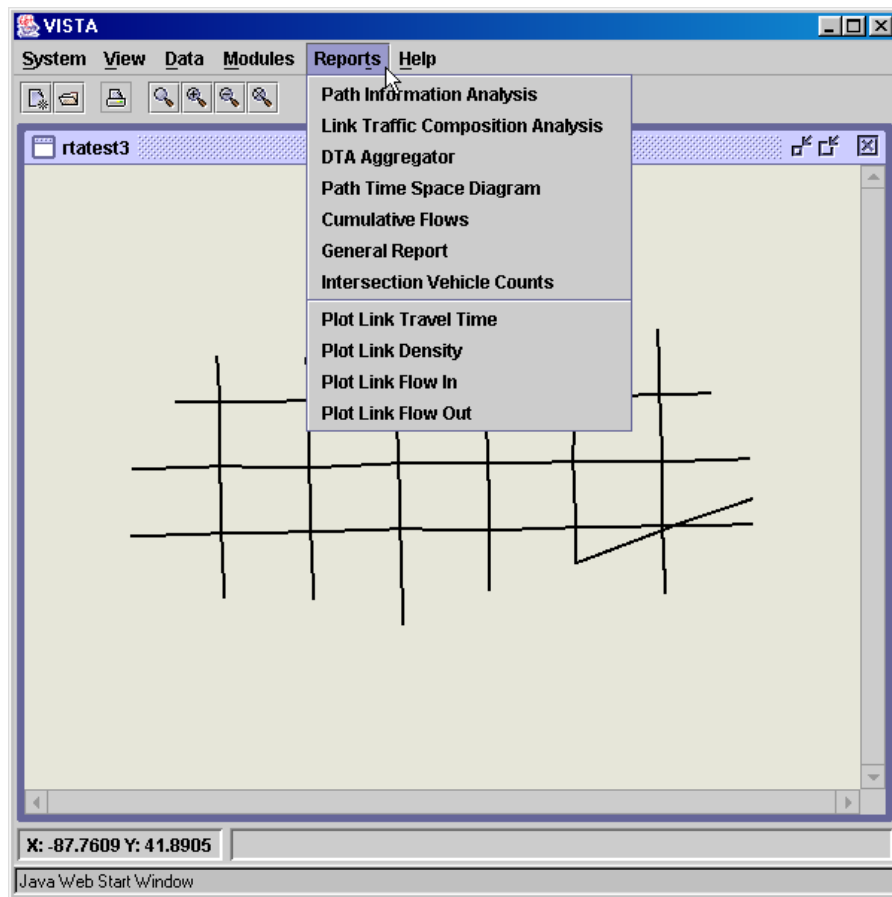 VISTA
System View Data Modules Reports Help
Path Information Analysis
Link Traffic Composition Analysis
rtatest3
DTA Aggregator
Path Time Space Diagram
Cumulative Flows
General Report
Intersection Vehicle Counts
Plot Link Travel Time
Plot Link Density
Plot Link Flow In
Plot Link Flow Out
X: -87.7609 Y: 41.8905
Java Web Start Window